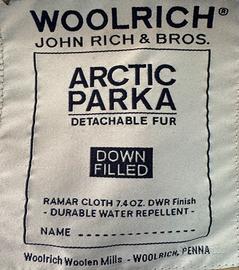 WOOLRICH®
JOHN RICH & BROS.
ARCTIC
PARKA
DETACHABLE FUR
DOWN
FILLED
RAMAR CLOTH 7.4 OZ. DWR Finish
- DURABLE WATER REPELLENT -
NAME -----------
Woolrich Woolen Mills - WOOLRICH, PENNA